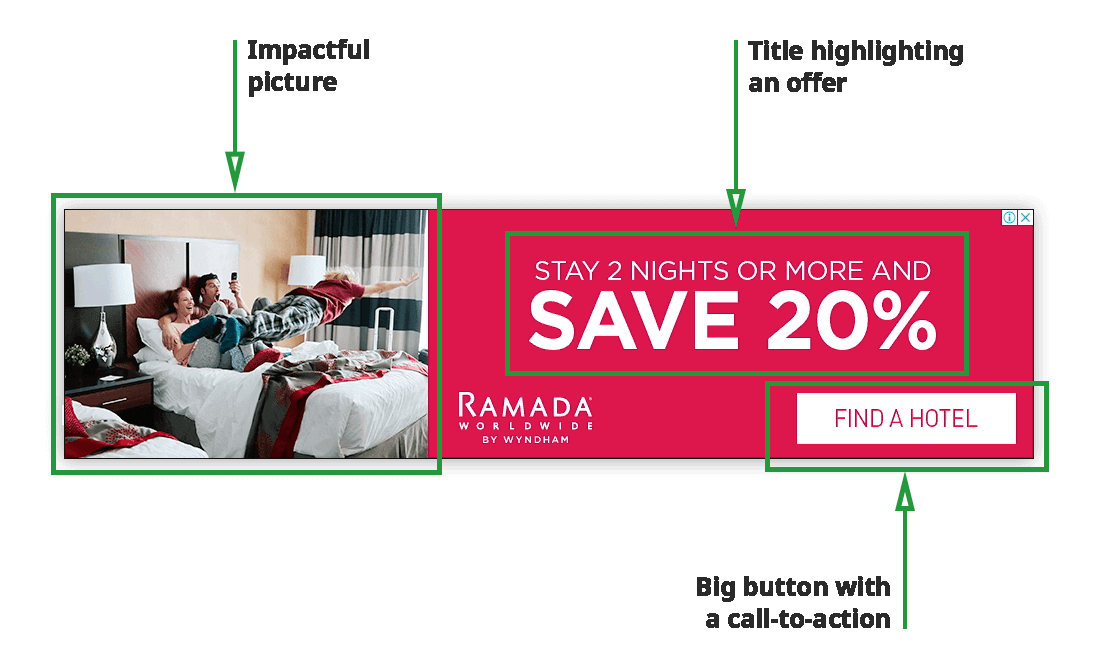 Impactful
picture
Title highlighting
an offer
STAY 2 NIGHTS OR MORE AND
SAVE 20%
RAMADA®
WORLDWIDE
BY WYNDHAM
FIND A HOTEL
Big button with
a call-to-action